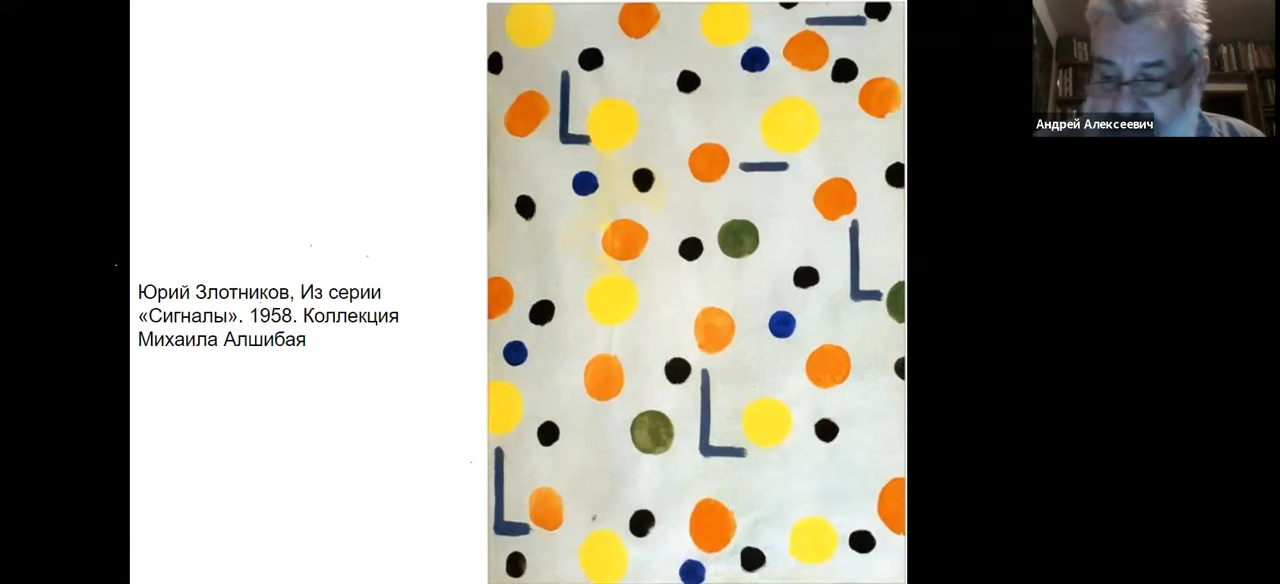 Юрий Злотников, Из серии
«Сигналы». 1958. Коллекция
Михаила Алшибая
Андрей Алексеевич